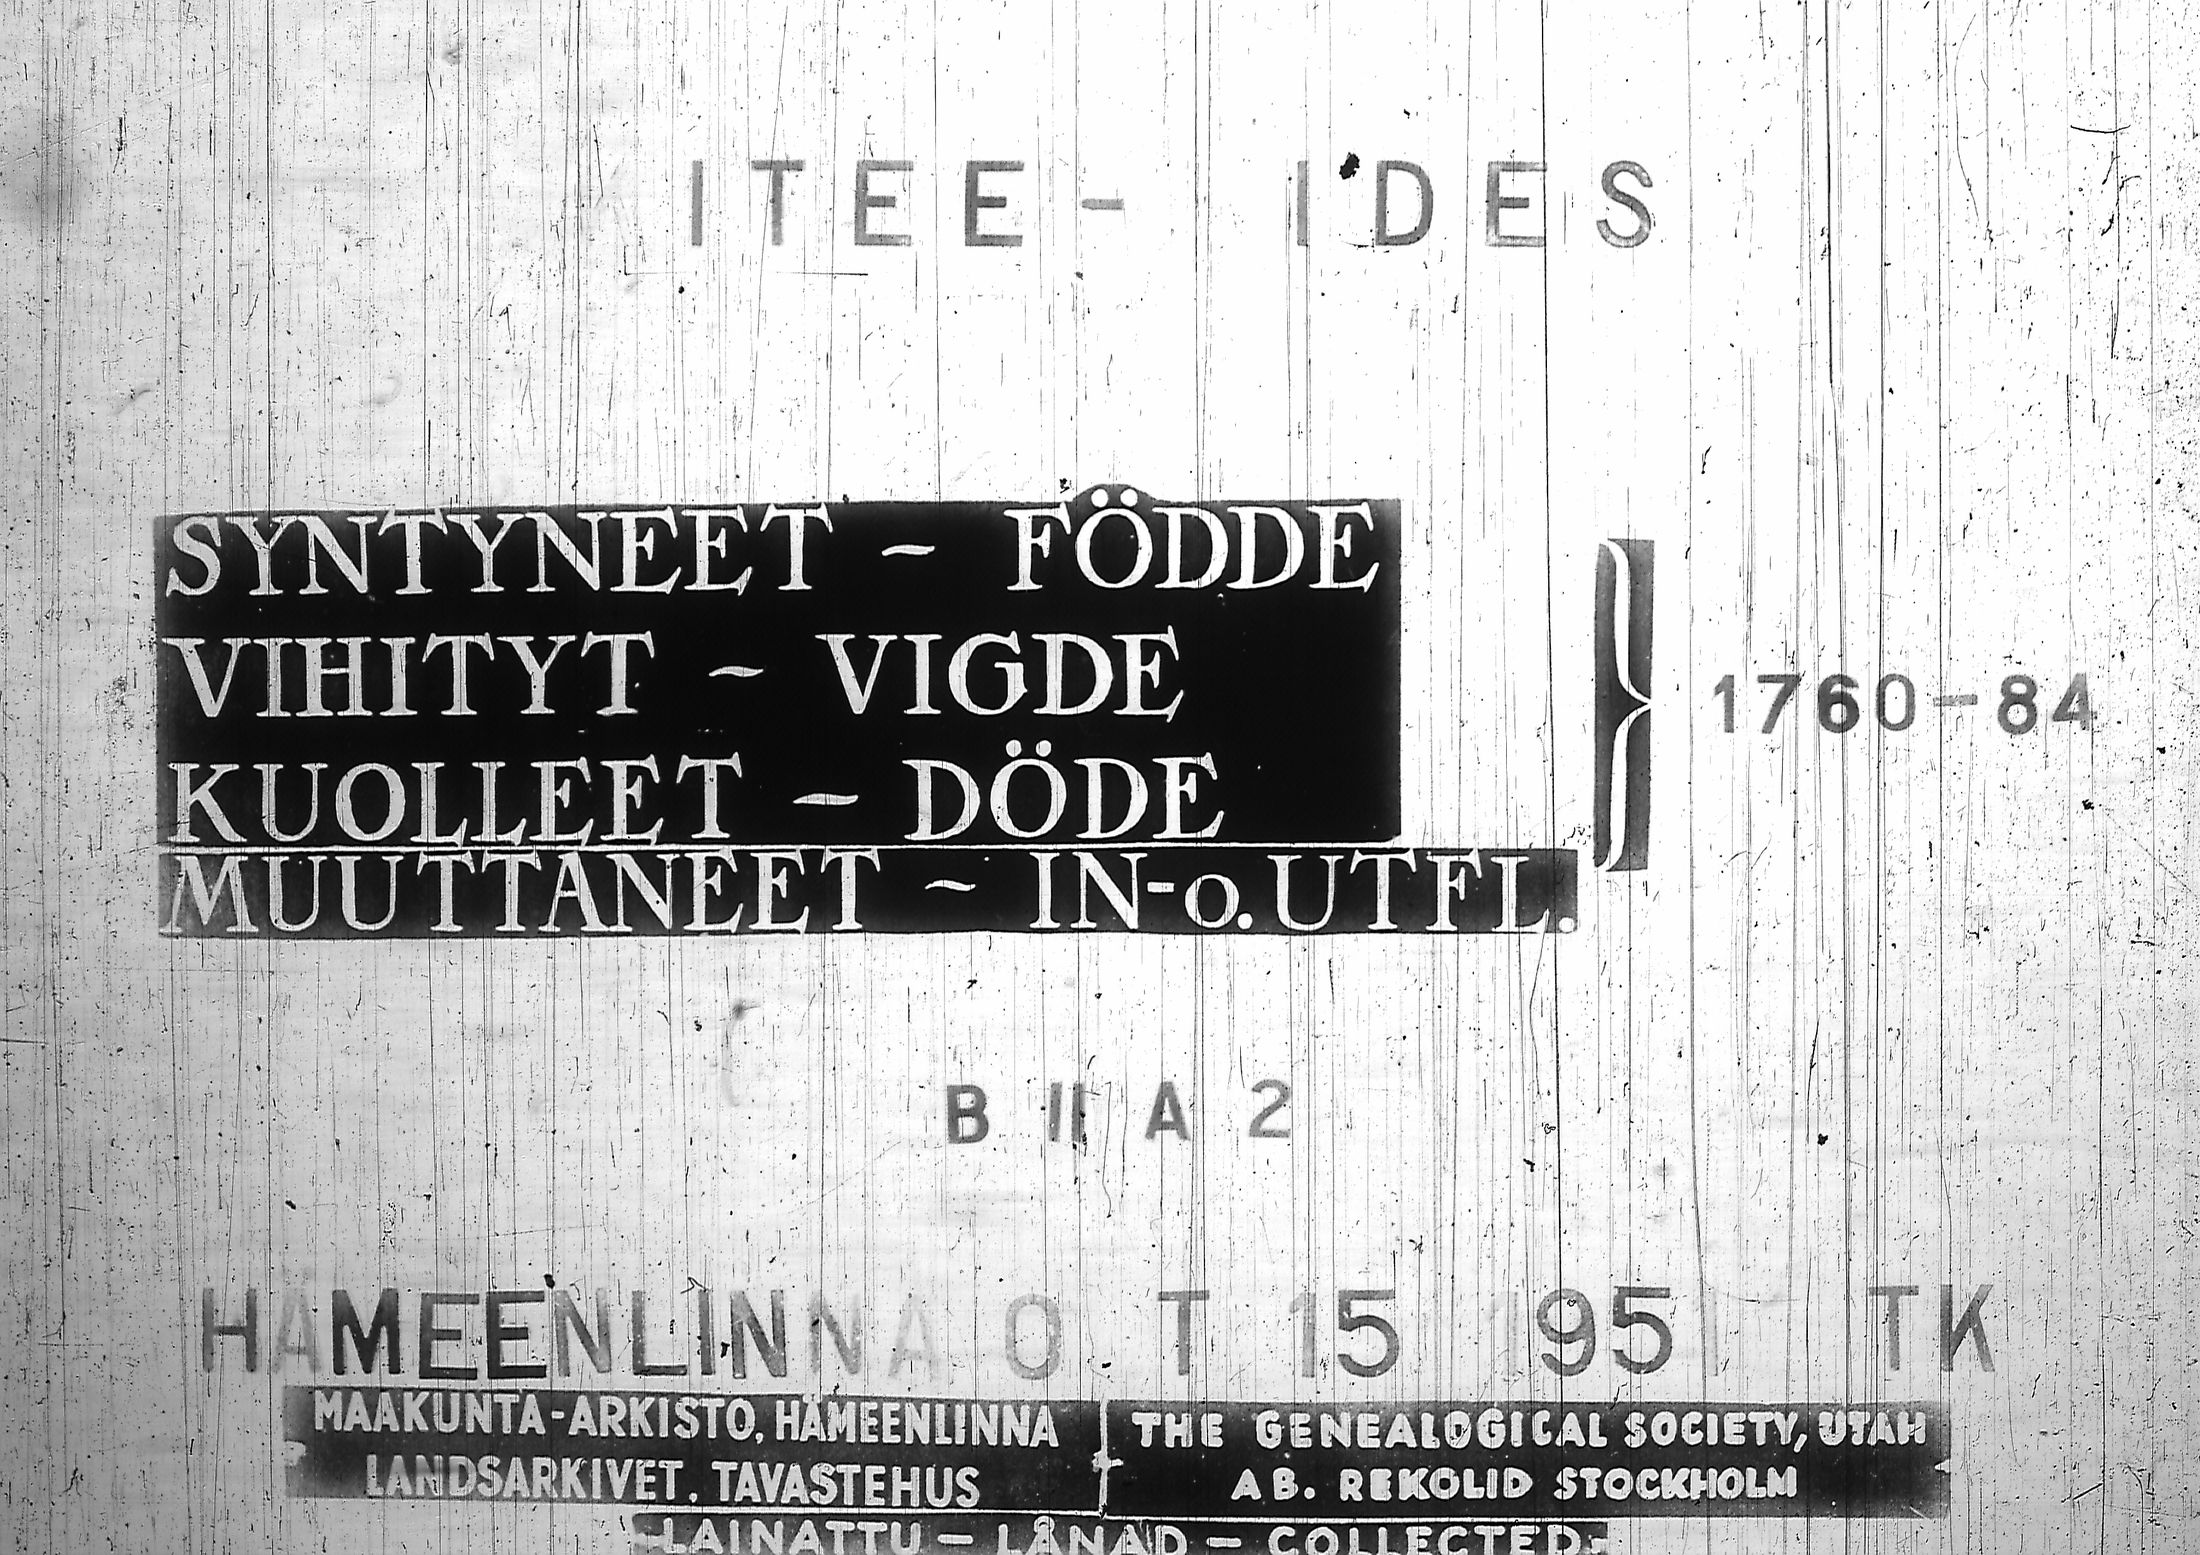 ITEE- IDES
SYNTYNEET - FÖDDE
VIHITYT - VIGDE
KUOLLEET - DÖDE
MUUTTANEET - IN-o.UTFL.
1760-84
B II A 2
HÄMEENLINNA O T 15 1951 TK
MAAKUNTA-ARKISTO, HÄMEENLINNA
LANDSARKIVET, TAVASTEHUS
THE GENEALOGICAL SOCIETY, UTAH
AB. REKOLID STOCKHOLM
-LAINATTU - LÅNAD - COLLECTED-